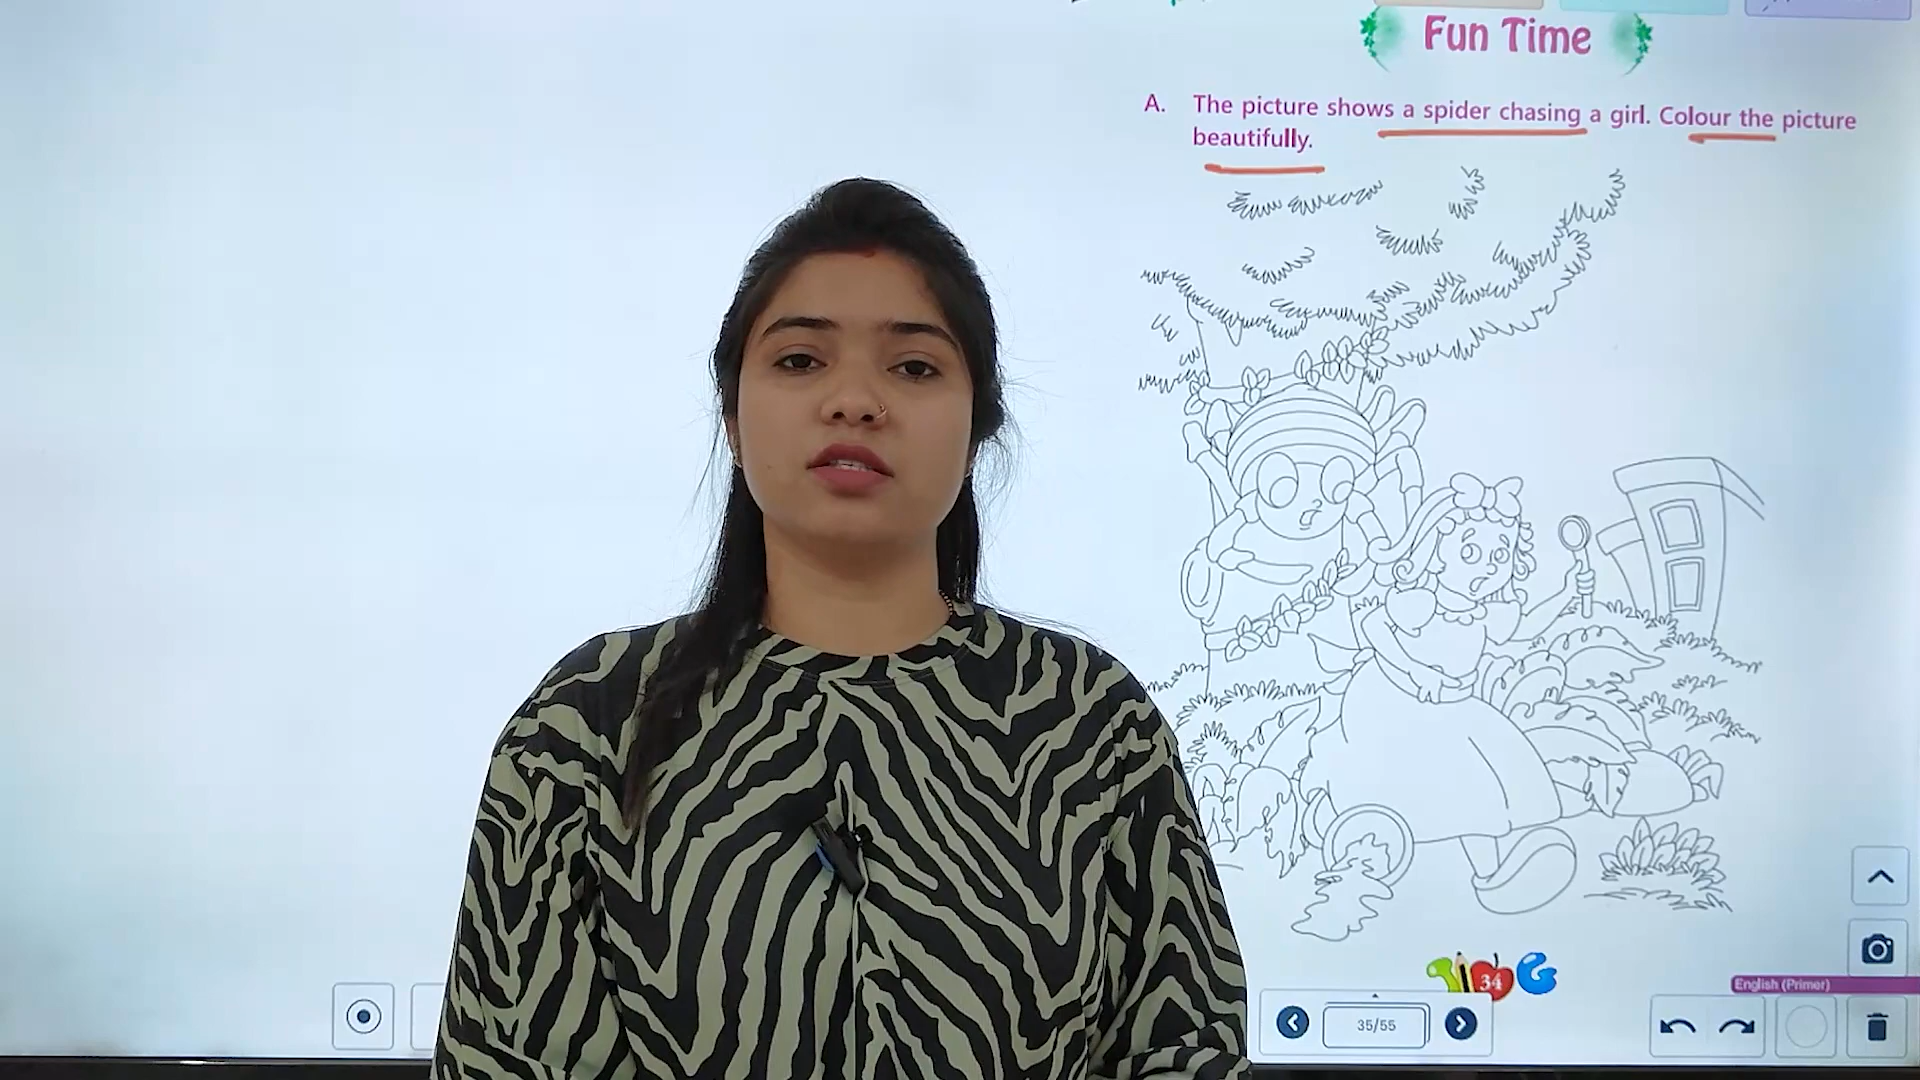 Fun Time
A. The picture shows a spider chasing a girl. Colour the picture
beautifully.
34
English (Primer)
35/55